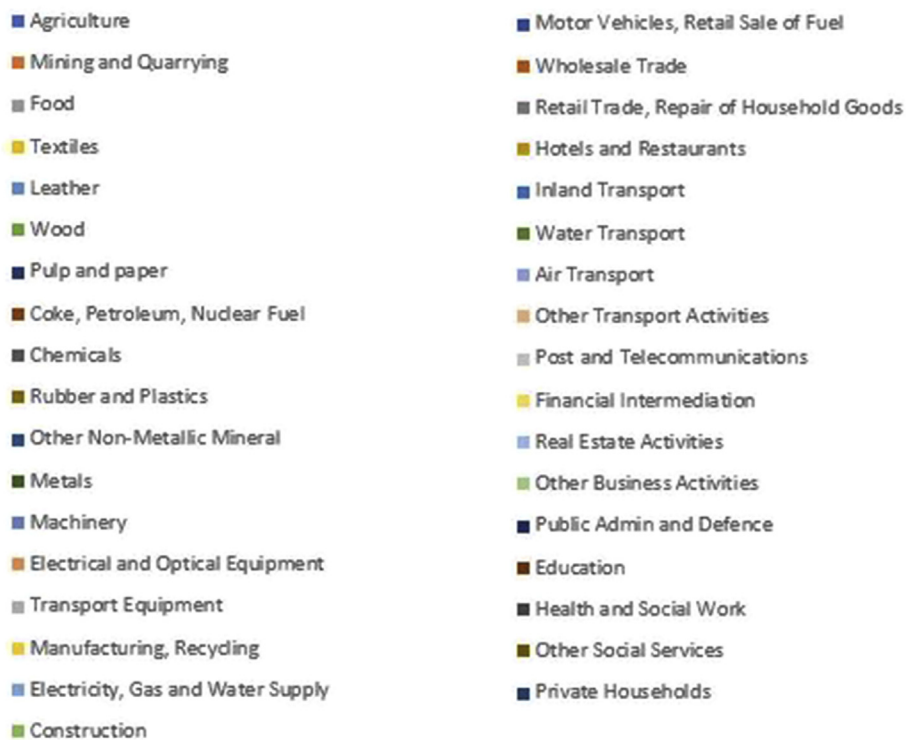 Agriculture
Mining and Quarrying
Food
Textiles
Leather
Wood
Pulp and paper
Coke, Petroleum, Nuclear Fuel
Chemicals
Rubber and Plastics
Other Non-Metallic Mineral
Metals
Machinery
Electrical and Optical Equipment
Transport Equipment
Manufacturing, Recycling
Electricity, Gas and Water Supply
Construction
Motor Vehicles, Retail Sale of Fuel
Wholesale Trade
Retail Trade, Repair of Household Goods
Hotels and Restaurants
Inland Transport
Water Transport
Air Transport
Other Transport Activities
Post and Telecommunications
Financial Intermediation
Real Estate Activities
Other Business Activities
Public Admin and Defence
Education
Health and Social Work
Other Social Services
Private Households